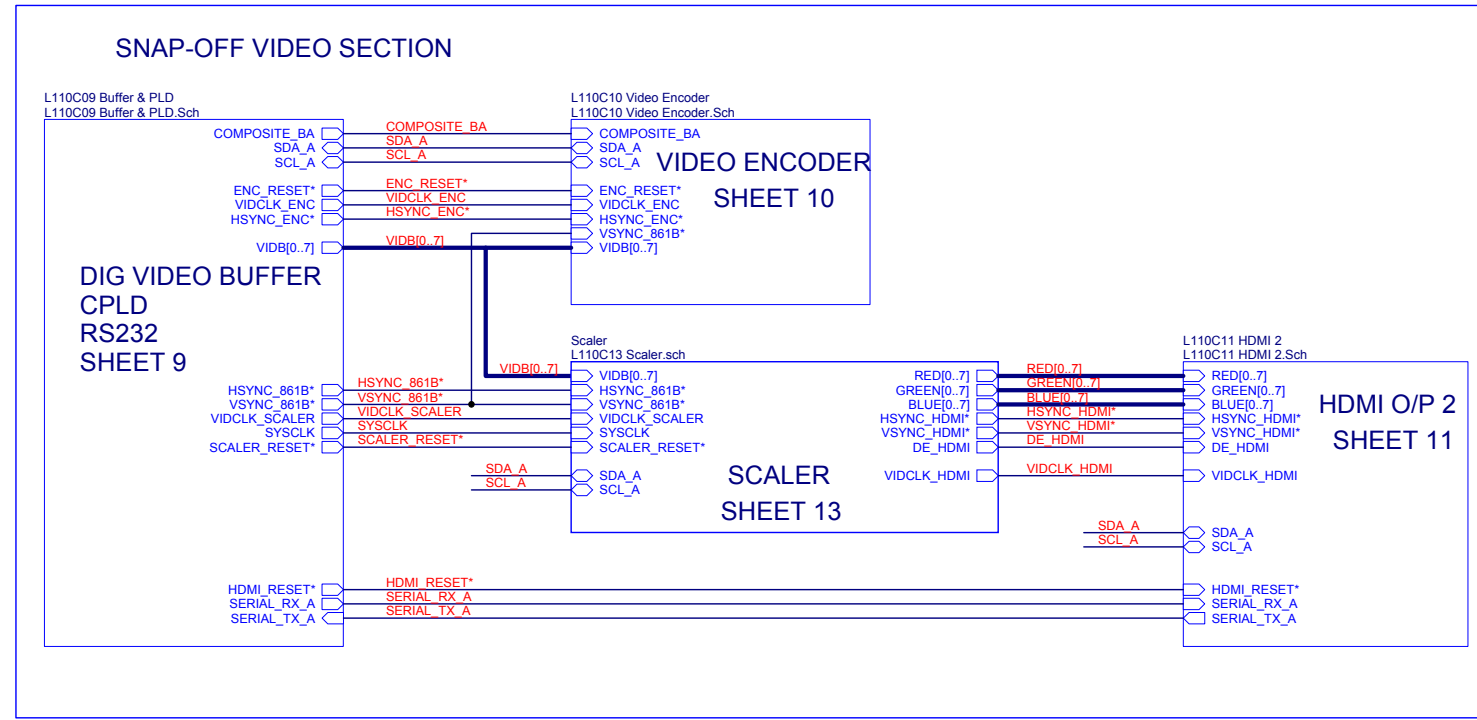 SNAP-OFF VIDEO SECTION
L110C09 Buffer & PLD
L110C09 Buffer & PLD.Sch
COMPOSITE_BA
SDA_A
SCL_A
ENC_RESET*
VIDCLK_ENC
HSYNC_ENC*
VIDB[0..7]
DIG VIDEO BUFFER
CPLD
RS232
SHEET 9
HSYNC_861B*
VSYNC_861B*
VIDCLK_SCALER
SYSCLK
SCALER_RESET*
HDMI_RESET*
SERIAL_RX_A
SERIAL_TX_A
COMPOSITE_BA
SDA_A
SCL_A
ENC_RESET*
VIDCLK_ENC
HSYNC_ENC*
VIDB[0..7]
HSYNC_861B*
VSYNC_861B*
VIDCLK_SCALER
SYSCLK
SCALER_RESET*
HDMI_RESET*
SERIAL_RX_A
SERIAL_TX_A
L110C10 Video Encoder
L110C10 Video Encoder.Sch
COMPOSITE_BA
SDA_A
SCL_A
VIDEO ENCODER
SHEET 10
ENC_RESET*
VIDCLK_ENC
HSYNC_ENC*
VSYNC_861B*
VIDB[0..7]
Scaler
L110C13 Scaler.sch
VIDB[0..7]
VIDB[0..7]
HSYNC_861B*
VSYNC_861B*
VIDCLK_SCALER
SYSCLK
SCALER_RESET*
SDA_A
SCL_A
SDA_A
SCL_A
SCALER
SHEET 13
RED[0..7]
GREEN[0..7]
BLUE[0..7]
HSYNC_HDMI*
VSYNC_HDMI*
DE_HDMI
VIDCLK_HDMI
RED[0..7]
GREEN[0..7]
BLUE[0..7]
HSYNC_HDMI*
VSYNC_HDMI*
DE_HDMI
VIDCLK_HDMI
SDA_A
SCL_A
L110C11 HDMI 2
L110C11 HDMI 2.Sch
RED[0..7]
GREEN[0..7]
BLUE[0..7]
HSYNC_HDMI*
VSYNC_HDMI*
DE_HDMI
VIDCLK_HDMI
HDMI O/P 2
SHEET 11
SDA_A
SCL_A
HDMI_RESET*
SERIAL_RX_A
SERIAL_TX_A